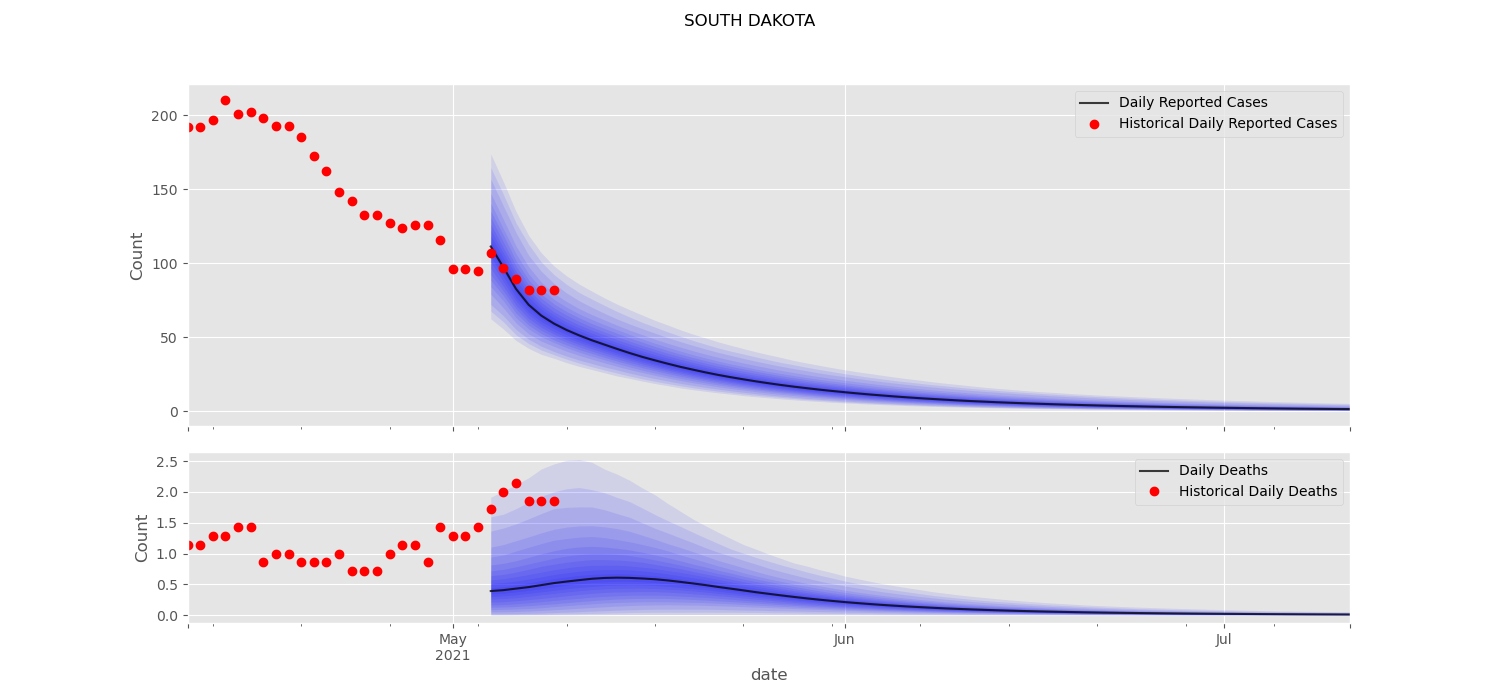 SOUTH DAKOTA
Daily Reported Cases
Historical Daily Reported Cases
200
150
100
50
0
Count
Daily Deaths
Historical Daily Deaths
2.5
2.0
1.5
1.0
0.5
0.0
Count
May
2021
Jun
Jul
date